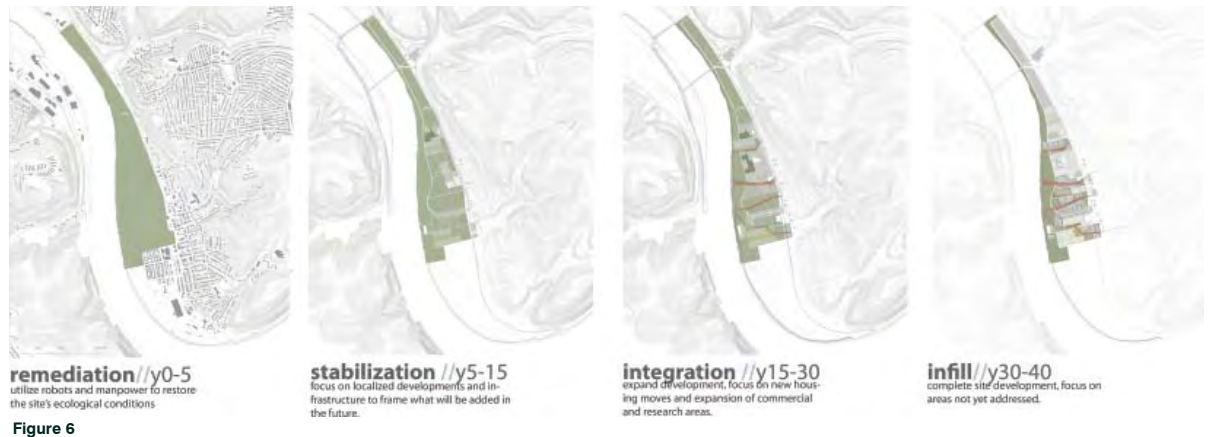 remediation//y0-5
utilize robots and manpower to restore
the site's ecological conditions
stabilization//y5-15
focus on localized developments and in-
frastructure to frame what will be added in
the future.
integration//y15-30
expand development, focus on new hous-
ing moves and expansion of commercial
and research areas.
infill//y30-40
complete site development, focus on
areas not yet addressed.
Figure 6